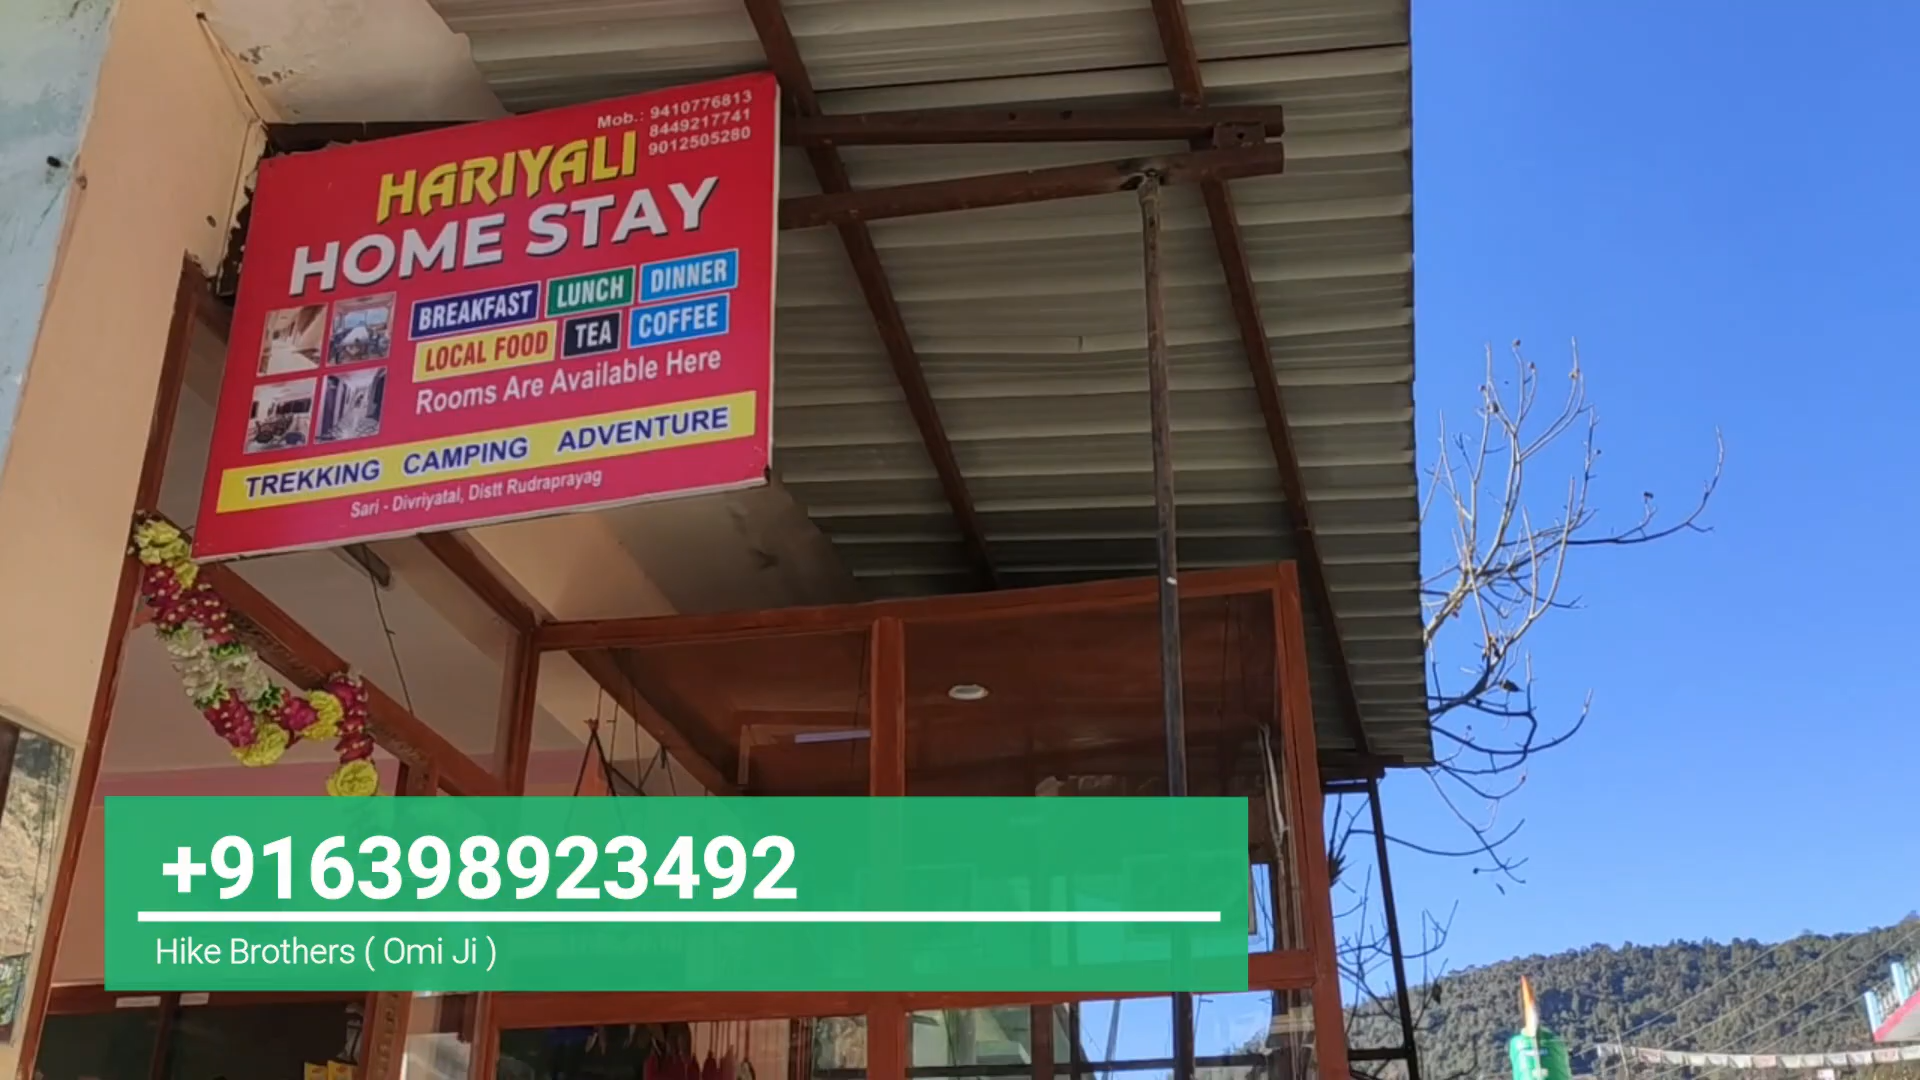 Mob.: 9410776813
8449217741
9012505280
HARIYALI
HOME STAY
BREAKFAST LUNCH DINNER
LOCAL FOOD TEA COFFEE
Rooms Are Available Here
TREKKING CAMPING ADVENTURE
Sari - Divriyatal, Distt Rudraprayag
+916398923492
Hike Brothers ( Omi Ji )